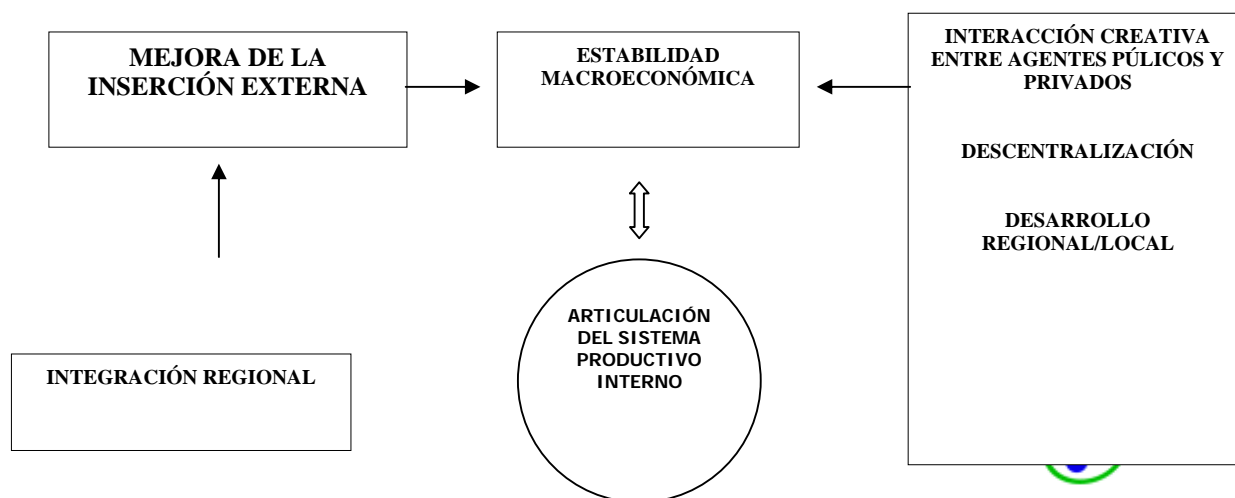 MEJORA DE LA
INSERCIÓN EXTERNA
ESTABILIDAD
MACROECONÓMICA
INTERACCIÓN CREATIVA
ENTRE AGENTES PÚLICOS Y
PRIVADOS
DESCENTRALIZACIÓN
DESARROLLO
REGIONAL/LOCAL
ARTICULACIÓN
DEL SISTEMA
PRODUCTIVO
INTERNO
INTEGRACIÓN REGIONAL